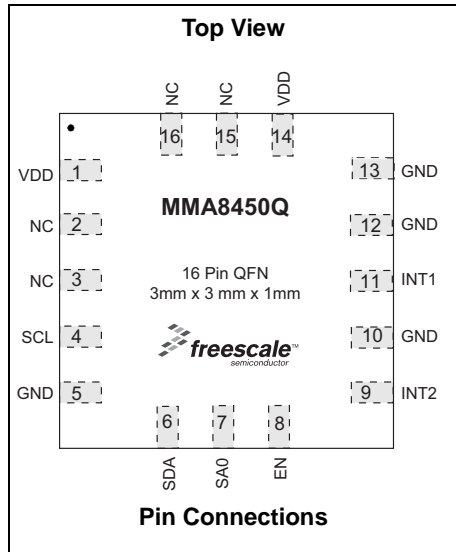 Top View
NC
NC
VDD
16
15
14
VDD
1
13
GND
NC
2
MMA8450Q
12
GND
NC
3
16 Pin QFN
3mm x 3 mm x 1mm
11
INT1
SCL
4
freescale™
semiconductor
10
GND
GND
5
9
INT2
6
7
8
SDA
SA0
EN
Pin Connections